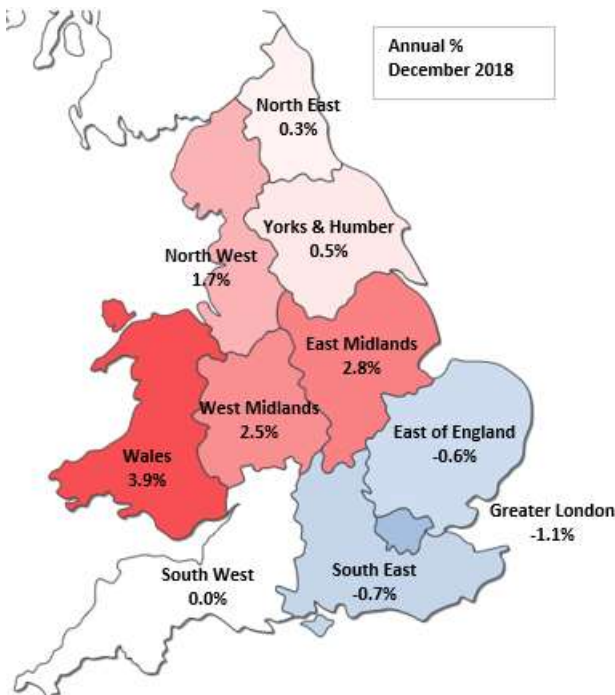 Annual %
December 2018
North East
0.3%
Yorks & Humber
0.5%
North West
1.7%
East Midlands
2.8%
West Midlands
2.5%
East of England
-0.6%
Wales
3.9%
Greater London
-1.1%
South West
0.0%
South East
-0.7%